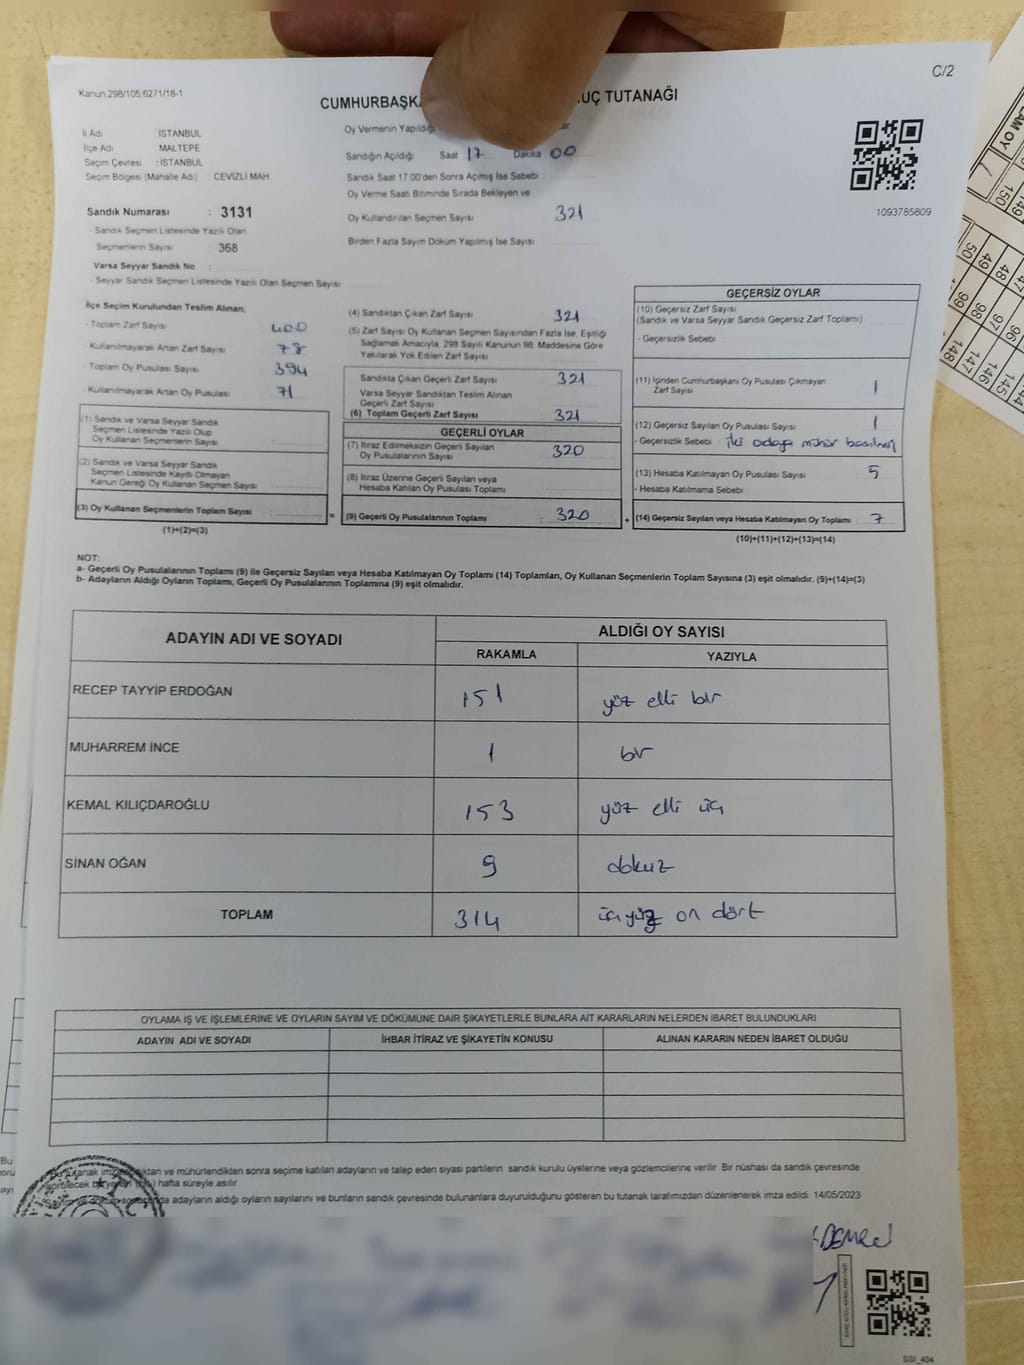 C/2
Kanun.298/105.6271/18-1
CUMHURBAŞKA
UÇ TUTANAĞI
İl Adı : İSTANBUL
İlçe Adı MALTEPE
Seçim Çevresi : İSTANBUL
Seçim Bölgesi (Mahalle Adı) : CEVİZLİ MAH
Sandık Numarası : 3131
- Sandık Seçmen Listesinde Yazılı Olan
Seçmenlerin Sayısı : 368
Varsa Seyyar Sandık No :
- Seyyar Sandık Seçmen Listesinde Yazılı Olan Seçmen Sayısı
Oy Vermenin Yapıldığı
Sandığın Açıldığı Saat 17 Dakika 00
Sandık Saat 17:00'den Sonra Açımış İse Sebebi
Oy Verme Saati Bitiminde Sırada Bekleyen ve
Oy Kullandırılan Seçmen Sayısı 321
Birden Fazla Sayım Döküm Yapılmış İse Sayısı
1093785809
İlçe Seçim Kurulundan Teslim Alınan;
- Toplam Zarf Sayısı 400
- Kullanılmayarak Artan Zarf Sayısı 78
- Toplam Oy Pusulası Sayısı 394
- Kullanılmayarak Artan Oy Pusulası 71
(1) Sandık ve Varsa Seyyar Sandık
Seçmen Listesinde Yazılı Olup
Oy Kullanan Seçmenlerin Sayısı
(2) Sandık ve Varsa Seyyar Sandık
Seçmen Listesinde Kayıtlı Olmayan
Kanun Gereği Oy Kullanan Seçmen Sayısı
(3) Oy Kullanan Seçmenlerin Toplam Sayısı :
(1)+(2)=(3)
(4) Sandıktan Çıkan Zarf Sayısı 321
(5) Zarf Sayısı Oy Kullanan Seçmen Sayısından Fazla İse, Eşitliği
Sağlamak Amacıyla, 298 Sayılı Kanunun 98. Maddesine Göre
Yakılarak Yok Edilen Zarf Sayısı
Sandıkta Çıkan Geçerli Zarf Sayısı : 321
Varsa Seyyar Sandıktan Teslim Alınan
Geçerli Zarf Sayısı
(6) Toplam Geçerli Zarf Sayısı : 321
GEÇERLİ OYLAR
(7) İtiraz Edilmeksizin Geçerli Sayılan
Oy Pusulalarının Sayısı : 320
(8) İtiraz Üzerine Geçerli Sayılan veya
Hesaba Katılan Oy Pusulası Toplamı
= (9) Geçerli Oy Pusulalarının Toplamı : 320 +
GEÇERSİZ OYLAR
(10) Geçersiz Zarf Sayısı
(Sandık ve Varsa Seyyar Sandık Geçersiz Zarf Toplamı)
- Geçersizlik Sebebi :
(11) İçinden Cumhurbaşkanı Oy Pusulası Çıkmayan
Zarf Sayısı 1
(12) Geçersiz Sayılan Oy Pusulası Sayısı 1
- Geçersizlik Sebebi : iki adaya mühür basılmış
(13) Hesaba Katılmayan Oy Pusulası Sayısı 5
- Hesaba Katılmama Sebebi
(14) Geçersiz Sayılan veya Hesaba Katılmayan Oy Toplamı : 7
(10)+(11)+(12)+(13)=(14)
NOT:
a- Geçerli Oy Pusulalarının Toplamı (9) ile Geçersiz Sayılan veya Hesaba Katılmayan Oy Toplamı (14) Toplamları, Oy Kullanan Seçmenlerin Toplam Sayısına (3) eşit olmalıdır. (9)+(14)=(3)
b- Adayların Aldığı Oyların Toplamı, Geçerli Oy Pusulalarının Toplamına (9) eşit olmalıdır.
ADAYIN ADI VE SOYADI
ALDIĞI OY SAYISI
RAKAMLA YAZIYLA
RECEP TAYYİP ERDOĞAN 151 yüz elli bir
MUHARREM İNCE 1 bir
KEMAL KILIÇDAROĞLU 153 yüz elli üç
SİNAN OĞAN 9 dokuz
TOPLAM 314 üçyüz on dört
OYLAMA İŞ VE İŞLEMLERİNE VE OYLARIN SAYIM VE DÖKÜMÜNE DAİR ŞİKAYETLERLE BUNLARA AİT KARARLARIN NELERDEN İBARET BULUNDUKLARI
ADAYIN ADI VE SOYADI İHBAR İTİRAZ VE ŞİKAYETİN KONUSU ALINAN KARARIN NEDEN İBARET OLDUĞU
tutanak ve mühürlendikten sonra seçime katılan adayların ve talep eden siyasi partilerin sandık kurulu üyelerine veya gözlemcilerine verilir. Bir nüshası da sandık çevresinde
hafta süreyle asılır.
adayların aldığı oyların sayılarını ve bunların sandık çevresinde bulunanlara duyurulduğunu gösteren bu tutanak tarafımızdan düzenlenerek imza edildi. 14/05/2023
DEMRCİ
SSI_404
150 149
50 49 48 47
99 98 97 96
148 147 146 145 144